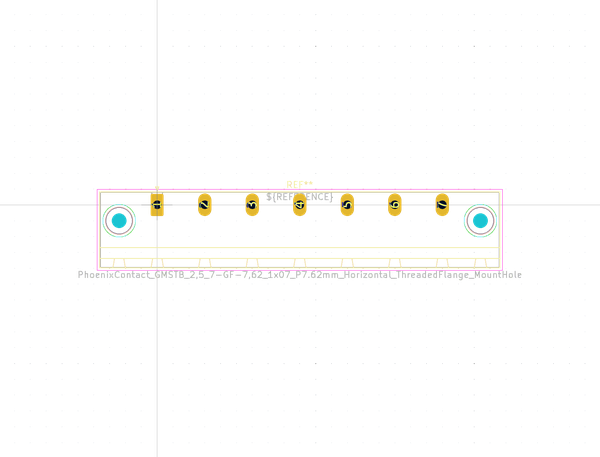 REF**
${REFERENCE}
1 2 3 4 5 6 7
PhoenixContact_GMSTB_2,5_7-GF-7,62_1x07_P7.62mm_Horizontal_ThreadedFlange_MountHole